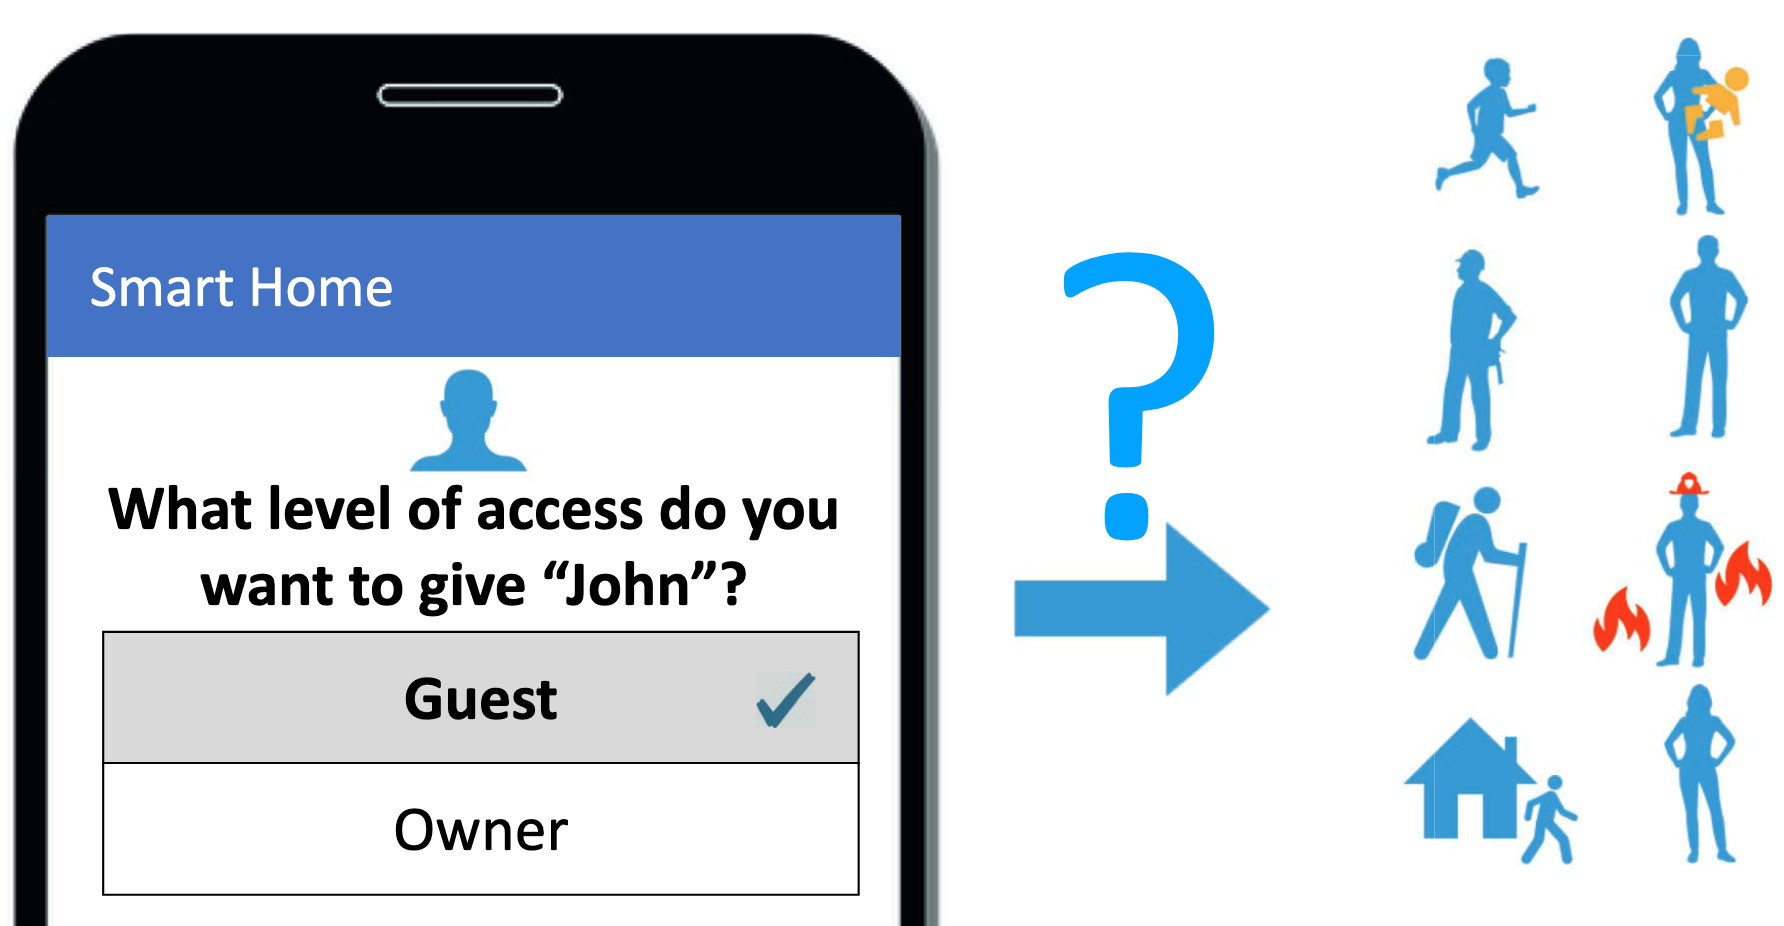 Smart Home
What level of access do you
want to give “John”?
Guest
Owner
?